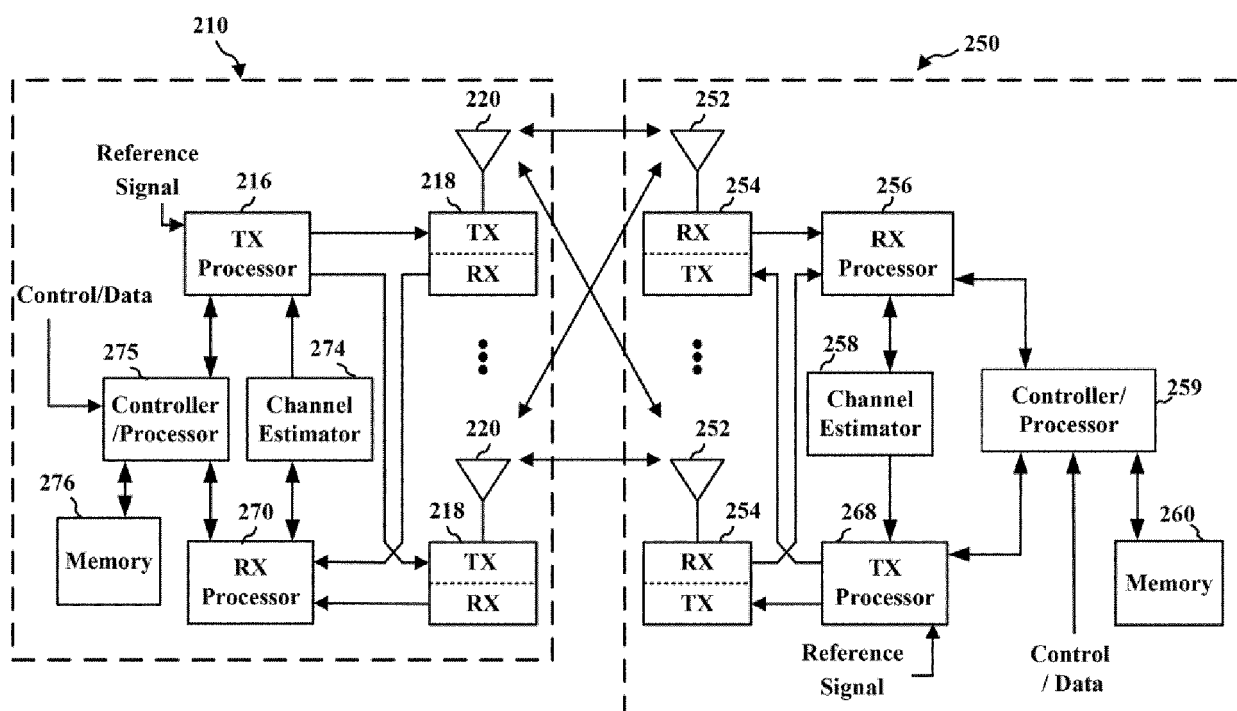 210
250
220
252
Reference
Signal
216
218
254
256
TX
Processor
TX
RX
RX
TX
RX
Processor
Control/Data
275
274
258
259
Controller
/Processor
Channel
Estimator
Channel
Estimator
Controller/
Processor
220
252
276
270
218
254
268
260
Memory
RX
Processor
TX
RX
RX
TX
TX
Processor
Memory
Reference
Signal
Control
/ Data